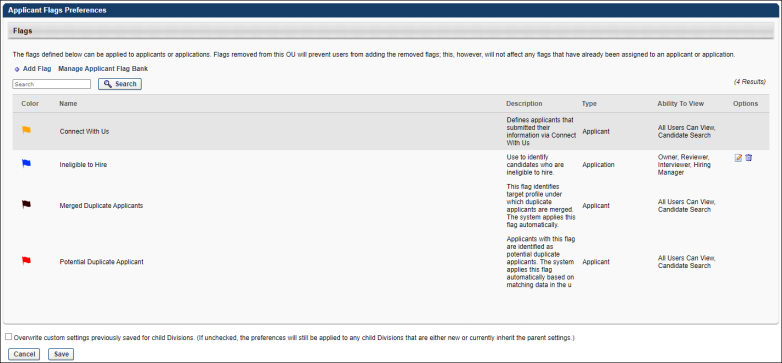 Applicant Flags Preferences
Flags
The flags defined below can be applied to applicants or applications. Flags removed from this OU will prevent users from adding the removed flags; this, however, will not affect any flags that have already been assigned to an applicant or application.
Add Flag Manage Applicant Flag Bank
Search Search (4 Results)
Color Name Description Type Ability To View Options
Connect With Us
Defines applicants that
submitted their
information via Connect
With Us
Applicant
All Users Can View,
Candidate Search
Ineligible to Hire
Use to identify
candidates who are
ineligible to hire.
Application
Owner, Reviewer,
Interviewer, Hiring
Manager
Merged Duplicate Applicants
This flag identifies
target profile under
which duplicate
applicants are merged.
The system applies this
flag automatically.
Applicant
All Users Can View,
Candidate Search
Potential Duplicate Applicant
Applicants with this flag
are identified as
potential duplicate
applicants. The system
applies this flag
automatically based on
matching data in the u
Applicant
All Users Can View,
Candidate Search
Overwrite custom settings previously saved for child Divisions. (If unchecked, the preferences will still be applied to any child Divisions that are either new or currently inherit the parent settings.)
Cancel Save